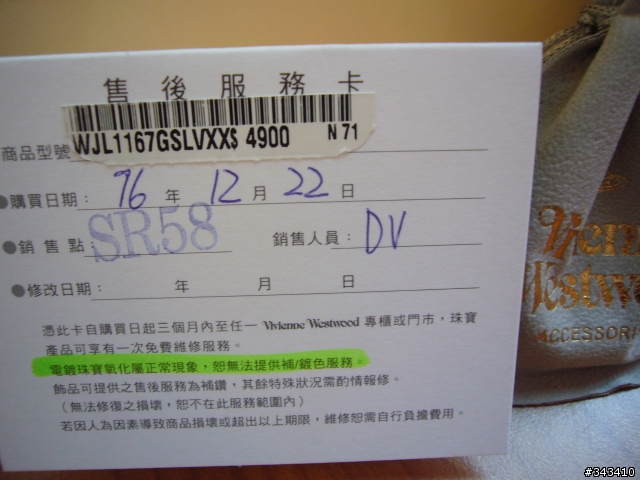 售後服務卡
商品型號
WJL1167GSLVXX$ 4900 N 71
●購買日期：96年12月22日
●銷售點：SR58 銷售人員：DV
●修改日期： 年 月 日
憑此卡自購買日起三個月內至任一 Vivienne Westwood 專櫃或門市，珠寶
產品可享有一次免費維修服務。
電鍍珠寶氧化屬正常現象，恕無法提供補/鍍色服務。
飾品可提供之售後服務為補鑽，其餘特殊狀況需酌情報修。
（無法修復之損壞，恕不在此服務範圍內）
若因人為因素導致商品損壞或超出以上期限，維修恕需自行負擔費用。
Westw
ACCESSORI
#343410